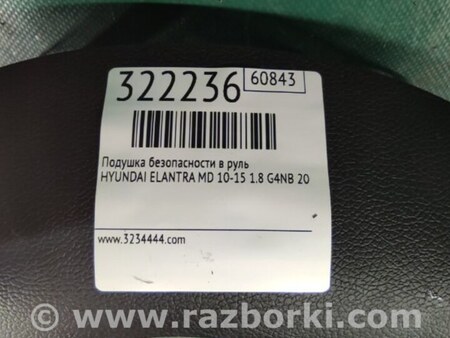 322236
60843
Подушка безопасности в руль
HYUNDAI ELANTRA MD 10-15 1.8 G4NB 20
www.3234444.com
© www.razborki.com